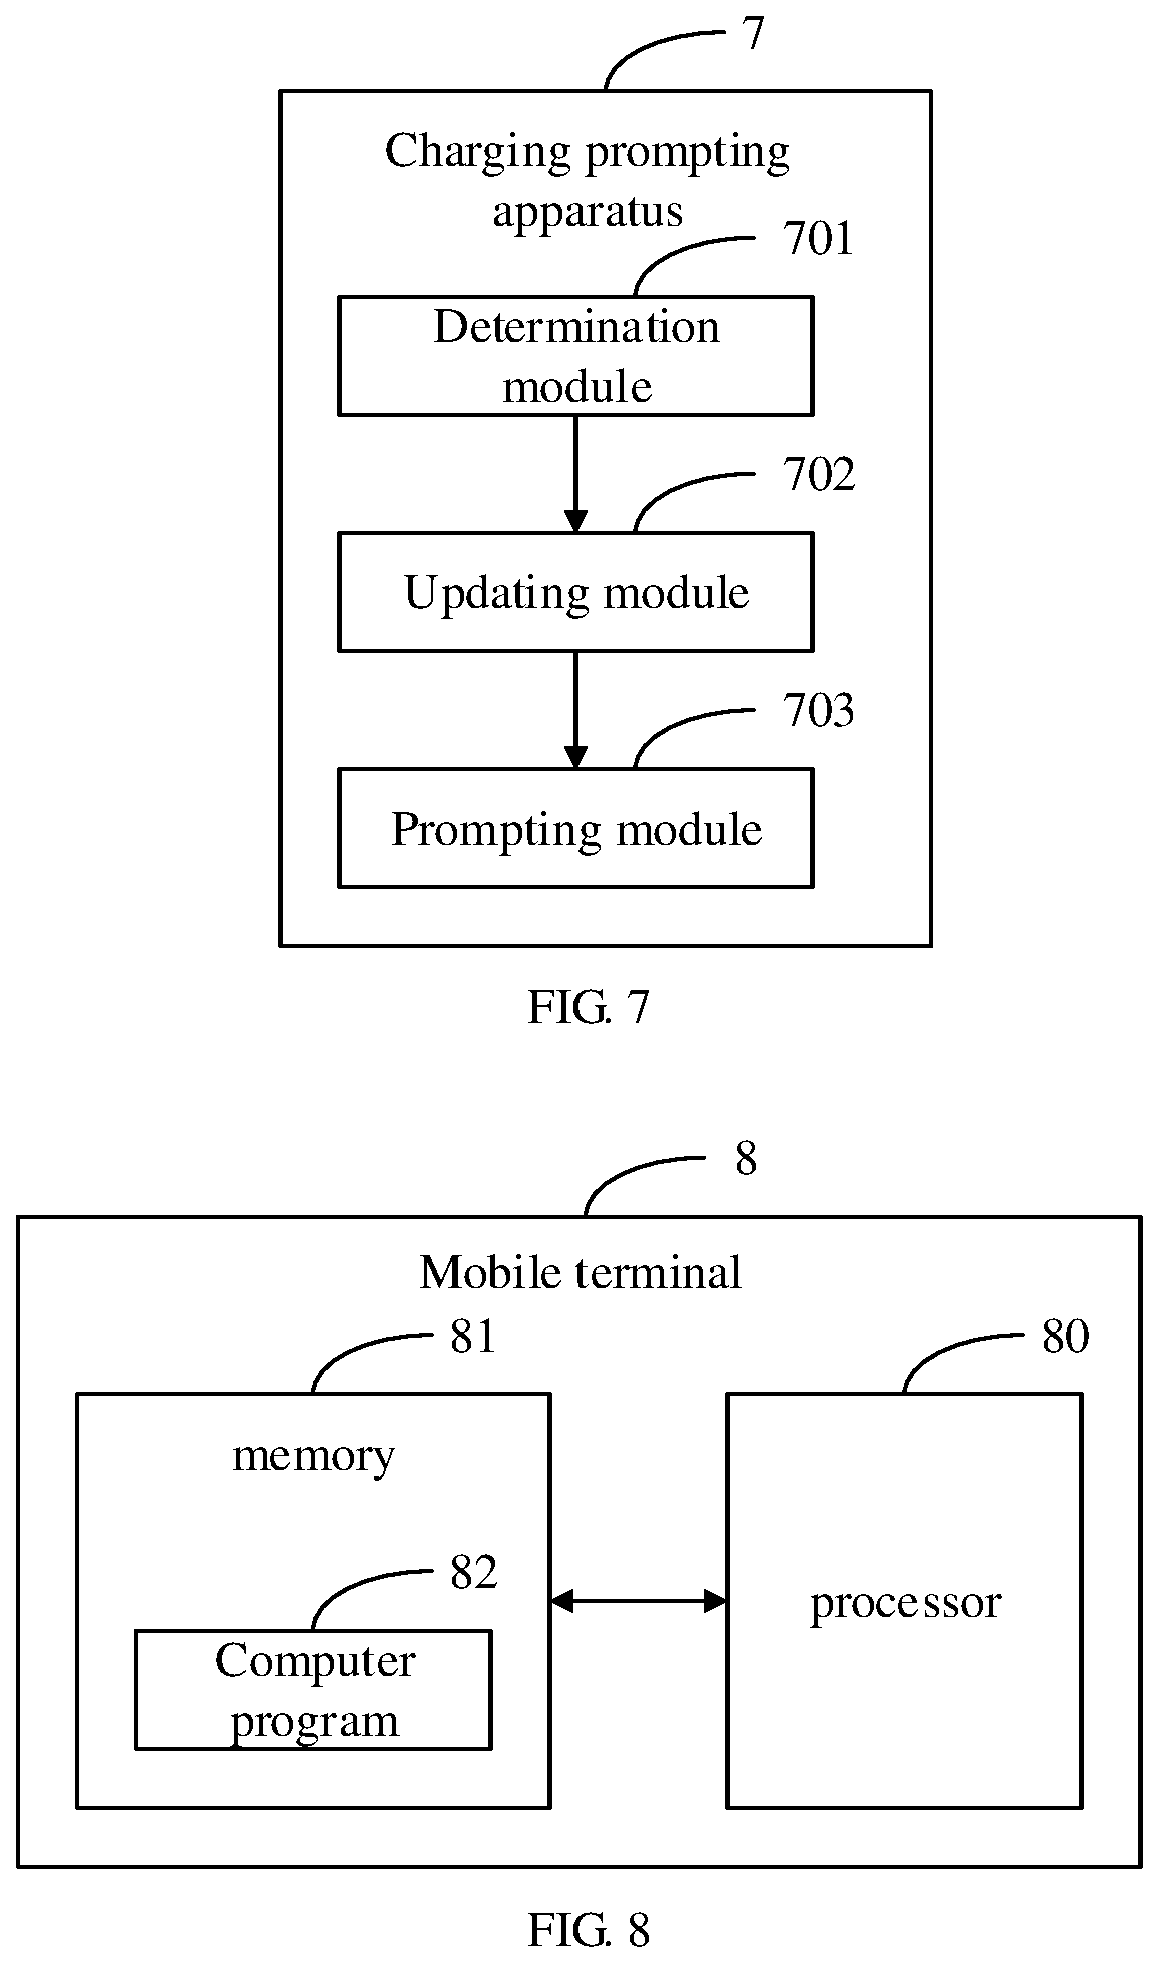 7
Charging prompting
apparatus
701
Determination
module
702
Updating module
703
Prompting module
FIG. 7
8
Mobile terminal
81
80
memory
82
processor
Computer
program
FIG. 8